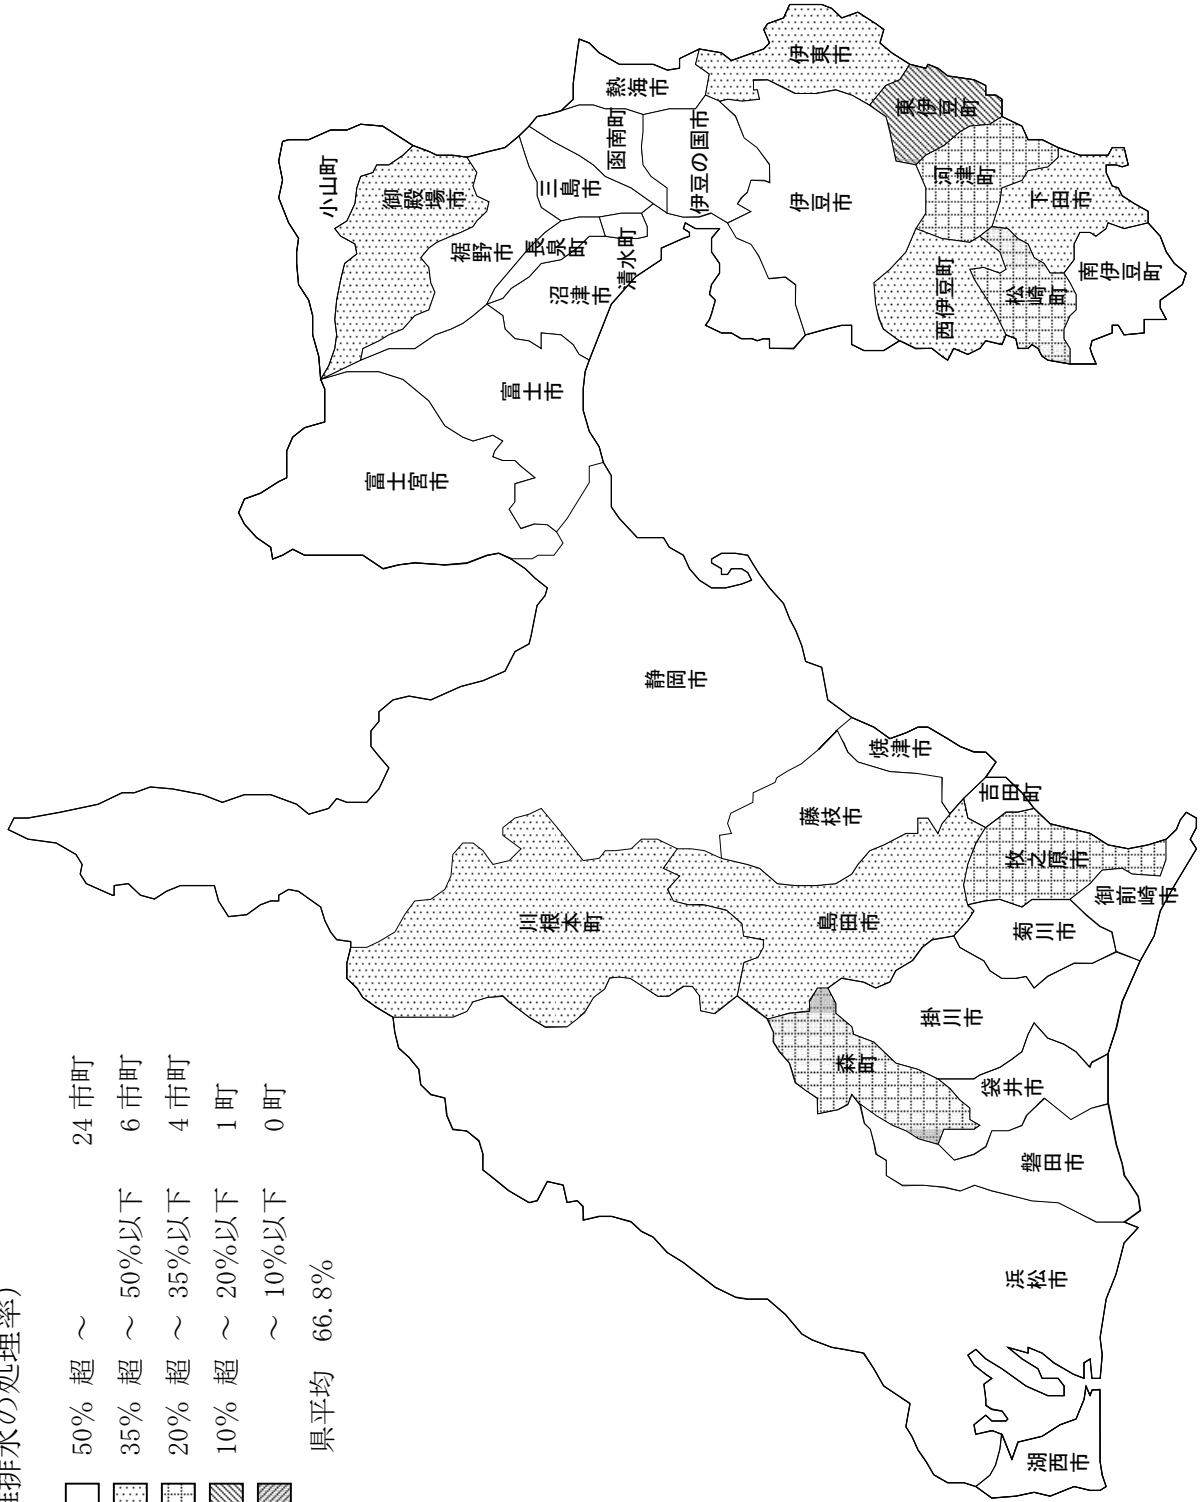 雑排水の処理率）
50% 超 ～ 24 市町
35% 超 ～ 50%以下 6 市町
20% 超 ～ 35%以下 4 市町
10% 超 ～ 20%以下 1 町
～ 10%以下 0 町
県平均 66.8%
小山町
御殿場市
裾野市
長泉町
三島市
函南町
熱海市
清水町
沼津市
伊豆の国市
伊豆市
伊東市
東伊豆町
河津町
下田市
西伊豆町
松崎町
南伊豆町
富士市
富士宮市
静岡市
焼津市
藤枝市
吉田町
牧之原市
御前崎市
川根本町
島田市
菊川市
掛川市
森町
袋井市
磐田市
浜松市
湖西市